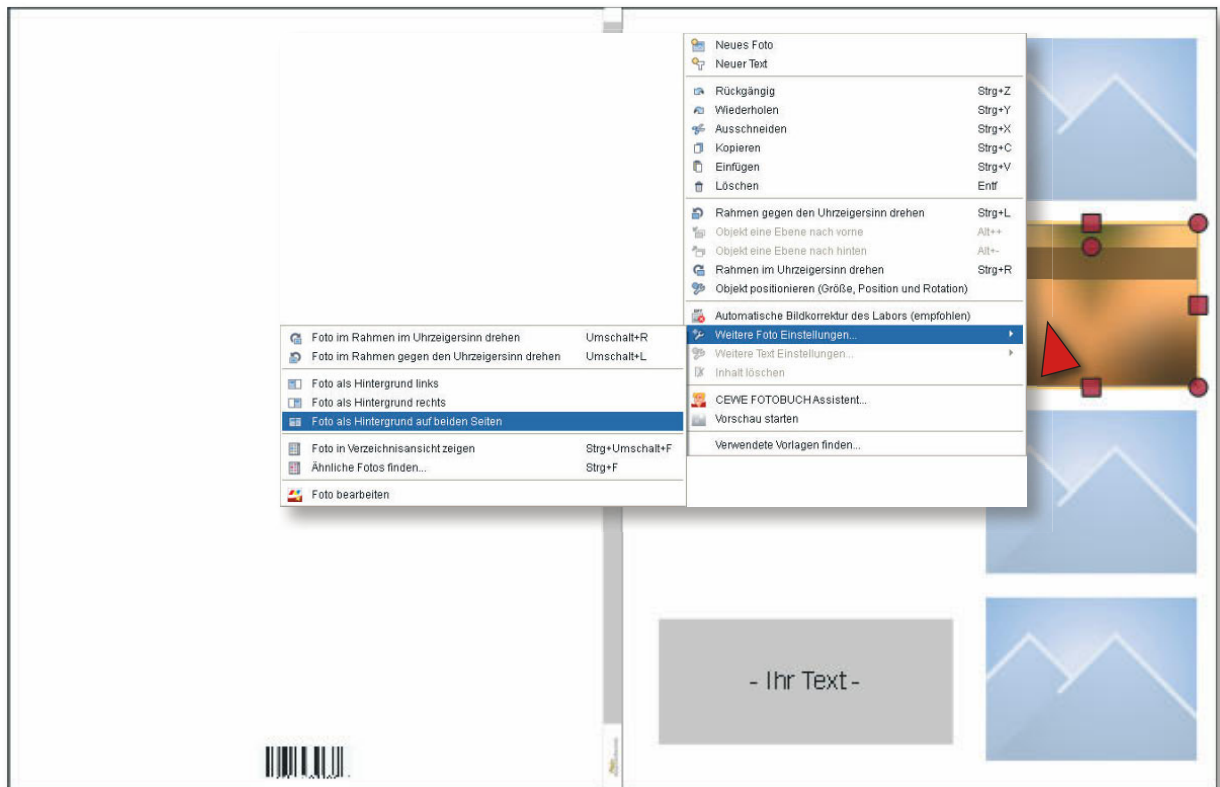 Neues Foto
Neuer Text
Rückgängig Strg+Z
Wiederholen Strg+Y
Ausschneiden Strg+X
Kopieren Strg+C
Einfügen Strg+V
Löschen Entf
Rahmen gegen den Uhrzeigersinn drehen Strg+L
Objekt eine Ebene nach vorne Alt++
Objekt eine Ebene nach hinten Alt+-
Rahmen im Uhrzeigersinn drehen Strg+R
Objekt positionieren (Größe, Position und Rotation)
Automatische Bildkorrektur des Labors (empfohlen)
Weitere Foto Einstellungen...
Weitere Text Einstellungen...
Inhalt löschen
CEWE FOTOBUCH Assistent...
Vorschau starten
Verwendete Vorlagen finden...
Foto im Rahmen im Uhrzeigersinn drehen Umschalt+R
Foto im Rahmen gegen den Uhrzeigersinn drehen Umschalt+L
Foto als Hintergrund links
Foto als Hintergrund rechts
Foto als Hintergrund auf beiden Seiten
Foto in Verzeichnisansicht zeigen Strg+Umschalt+F
Ähnliche Fotos finden... Strg+F
Foto bearbeiten
- Ihr Text -